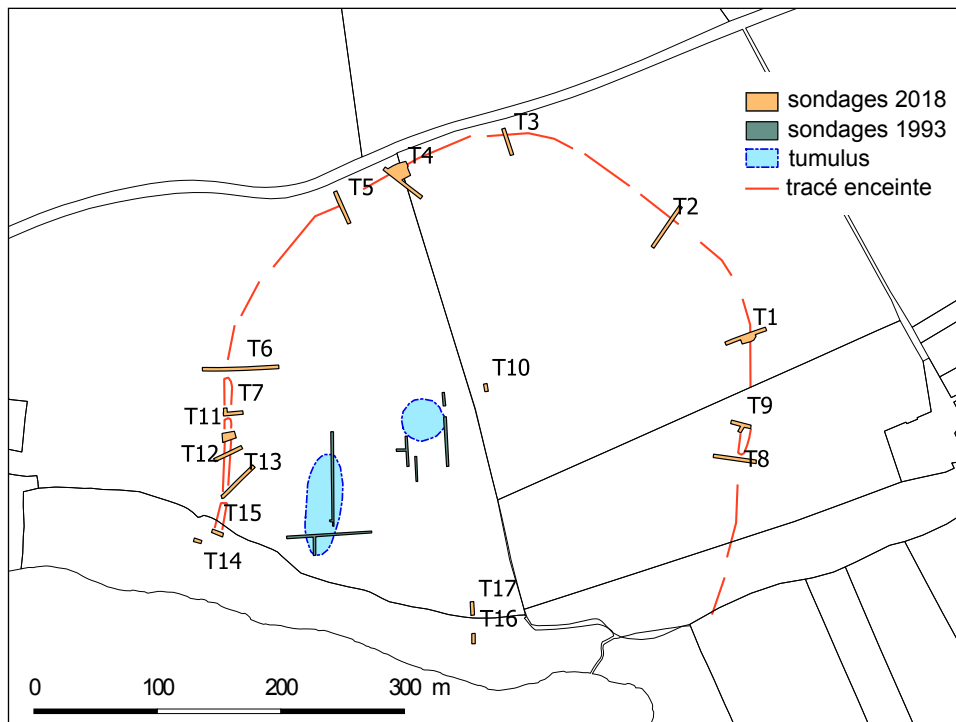 sondages 2018
sondages 1993
tumulus
tracé enceinte
T3
T4
T5
T2
T1
T6
T10
T7
T11
T9
T12
T13
T8
T15
T14
T17
T16
0 100 200 300 m